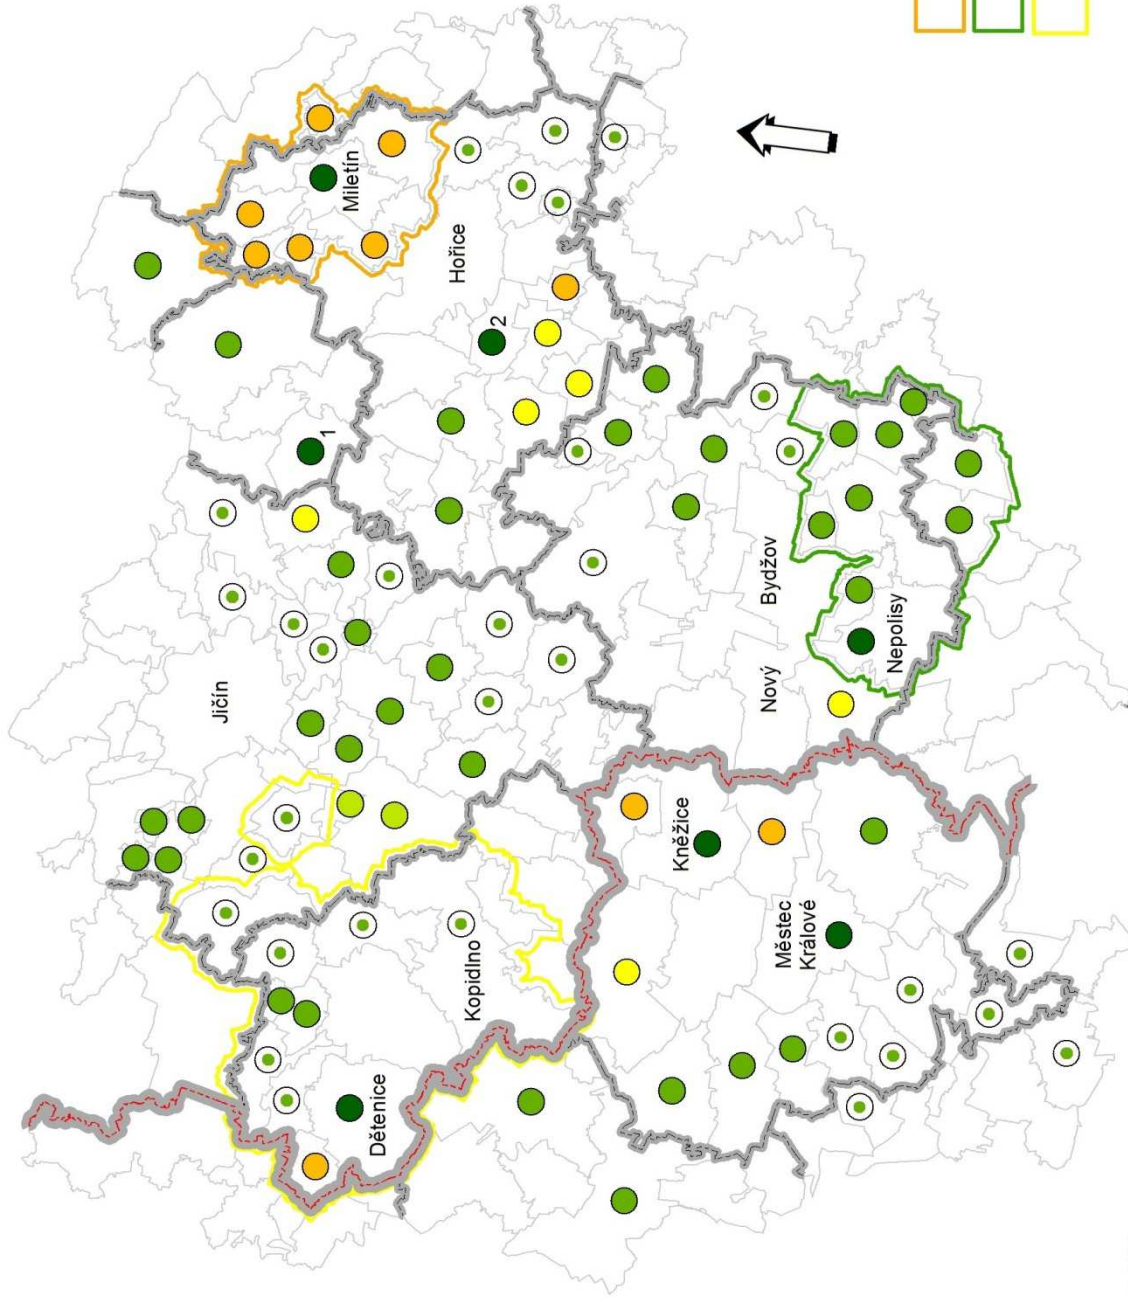 Miletín
Hořice
2
1
Jičín
Bydžov
Nový
Nepolisy
Kněžice
Městec
Králové
Kopidlno
Dětenice